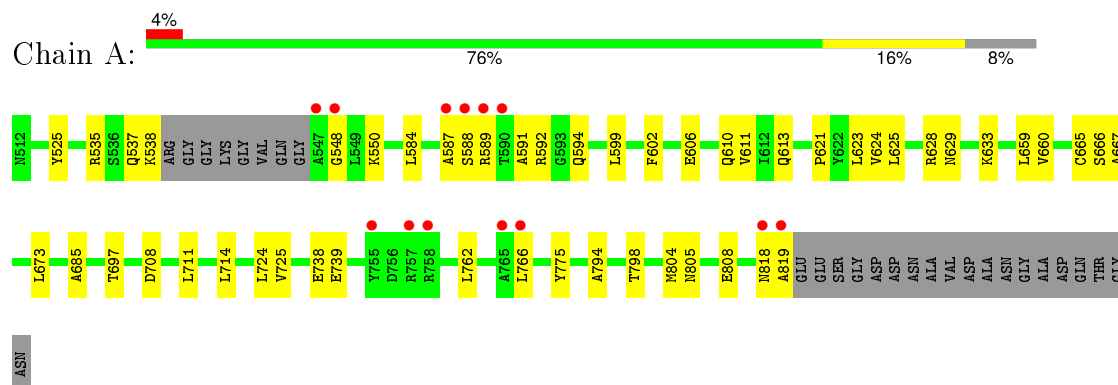 4%
Chain A:
76% 16% 8%
N512 Y525 R535 S536 Q537 K538 ARG GLY GLY LYS GLY VAL GLN GLY A547 G548 L549 K550 L584 A587 S588 R589 T590 A591 R592 G593 Q594 L599 F602 E606 Q610 V611 I612 Q613 P621 Y622 L623 V624 L625 R628 N629 K633 L659 V660 C665 S666 A667
L673 A685 T697 D708 L711 L714 L724 V725 E738 E739 Y755 D756 R757 R758 L762 A765 L766 Y775 A794 T798 M804 N805 E808 N818 A819 GLU GLU SER GLY ASP ASP ASN ALA VAL ASP ALA ASN GLY ALA ASP GLN THR GLY
ASN